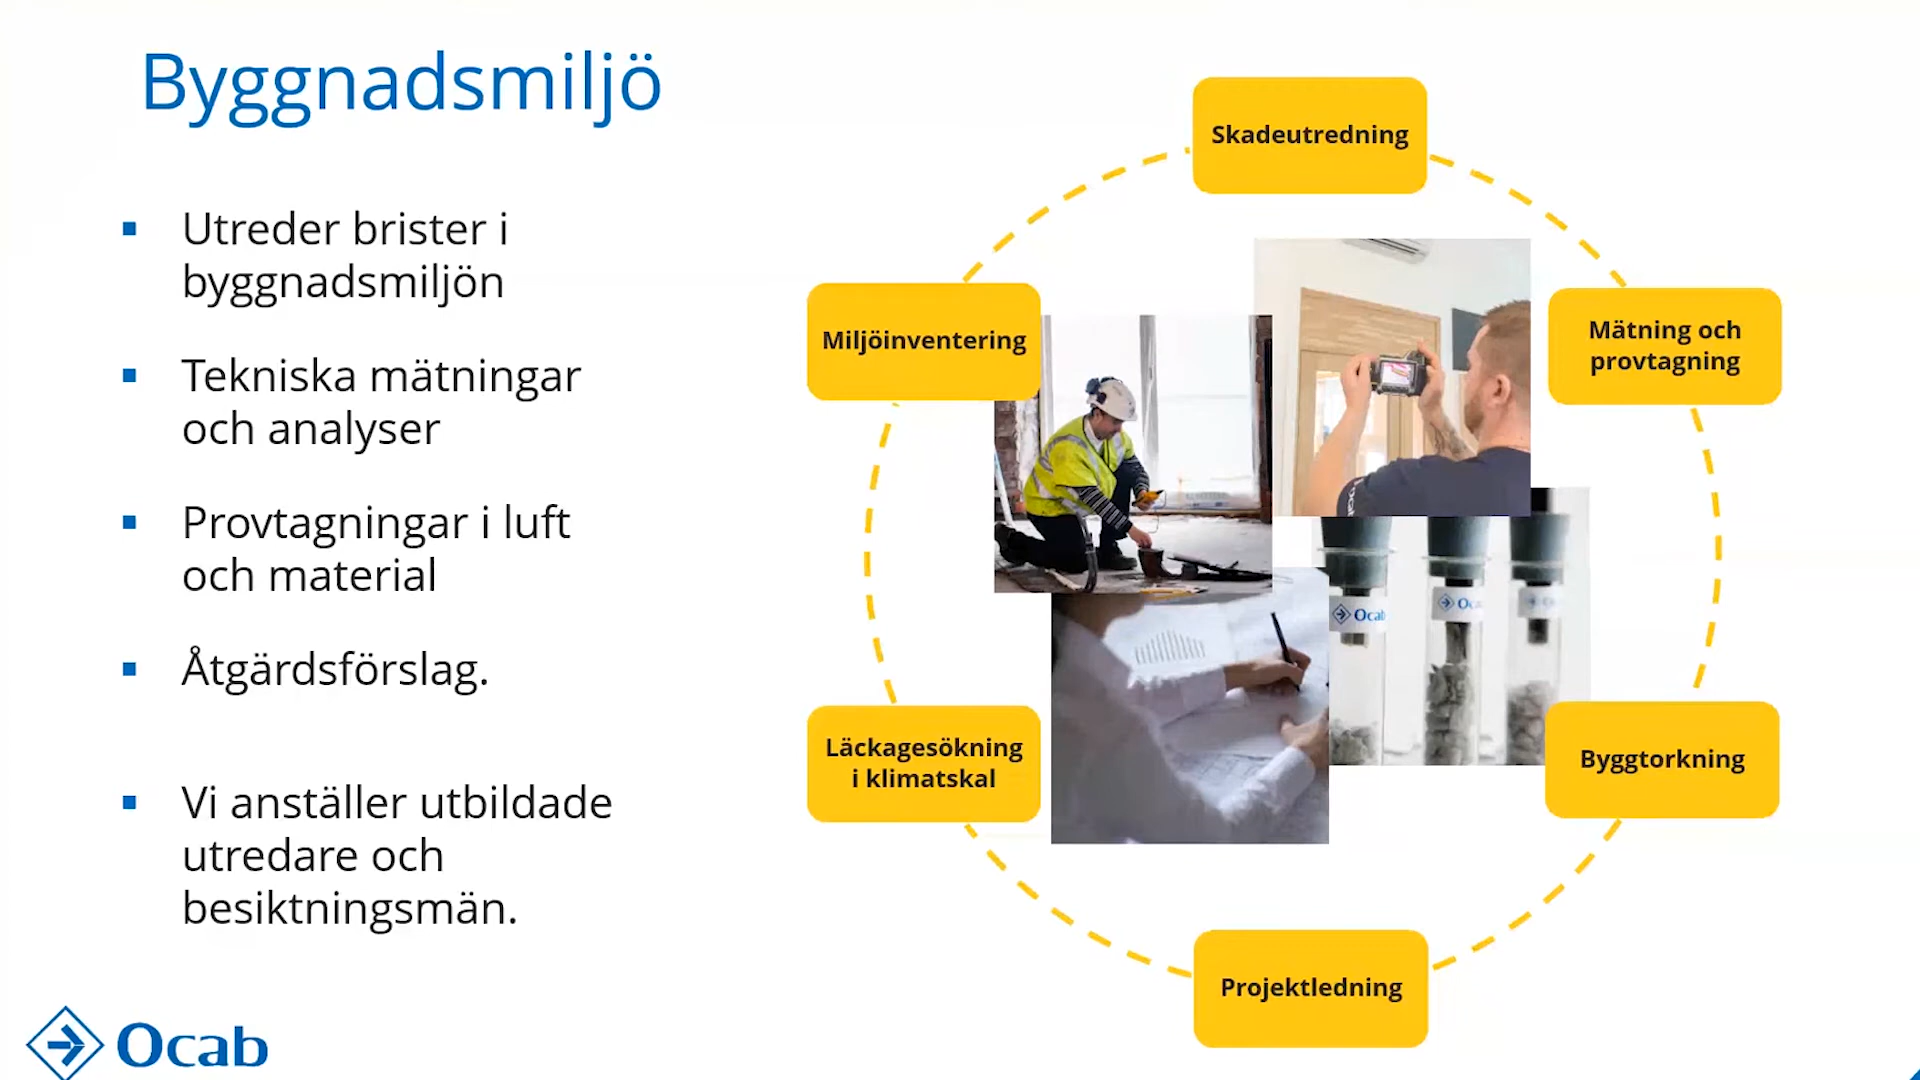 Byggnadsmiljö
Utreder brister i
byggnadsmiljön
Tekniska mätningar
och analyser
Provtagningar i luft
och material
Åtgärdsförslag.
Vi anställer utbildade
utredare och
besiktningsmän.
Skadeutredning
Miljöinventering
Mätning och
provtagning
Ocab
Läckagesökning
i klimatskal
Byggtorkning
Projektledning
Ocab